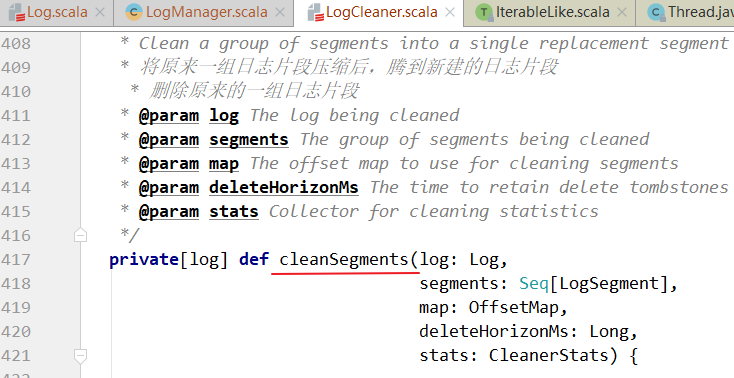 Log.scala LogManager.scala LogCleaner.scala IterableLike.scala Thread.jav
408 * Clean a group of segments into a single replacement segment
409 * 将原来一组日志片段压缩后，腾到新建的日志片段
410 * 删除原来的一组日志片段
411 * @param log The log being cleaned
412 * @param segments The group of segments being cleaned
413 * @param map The offset map to use for cleaning segments
414 * @param deleteHorizonMs The time to retain delete tombstones
415 * @param stats Collector for cleaning statistics
416 */
417 private[log] def cleanSegments(log: Log,
418 segments: Seq[LogSegment],
419 map: OffsetMap,
420 deleteHorizonMs: Long,
421 stats: CleanerStats) {